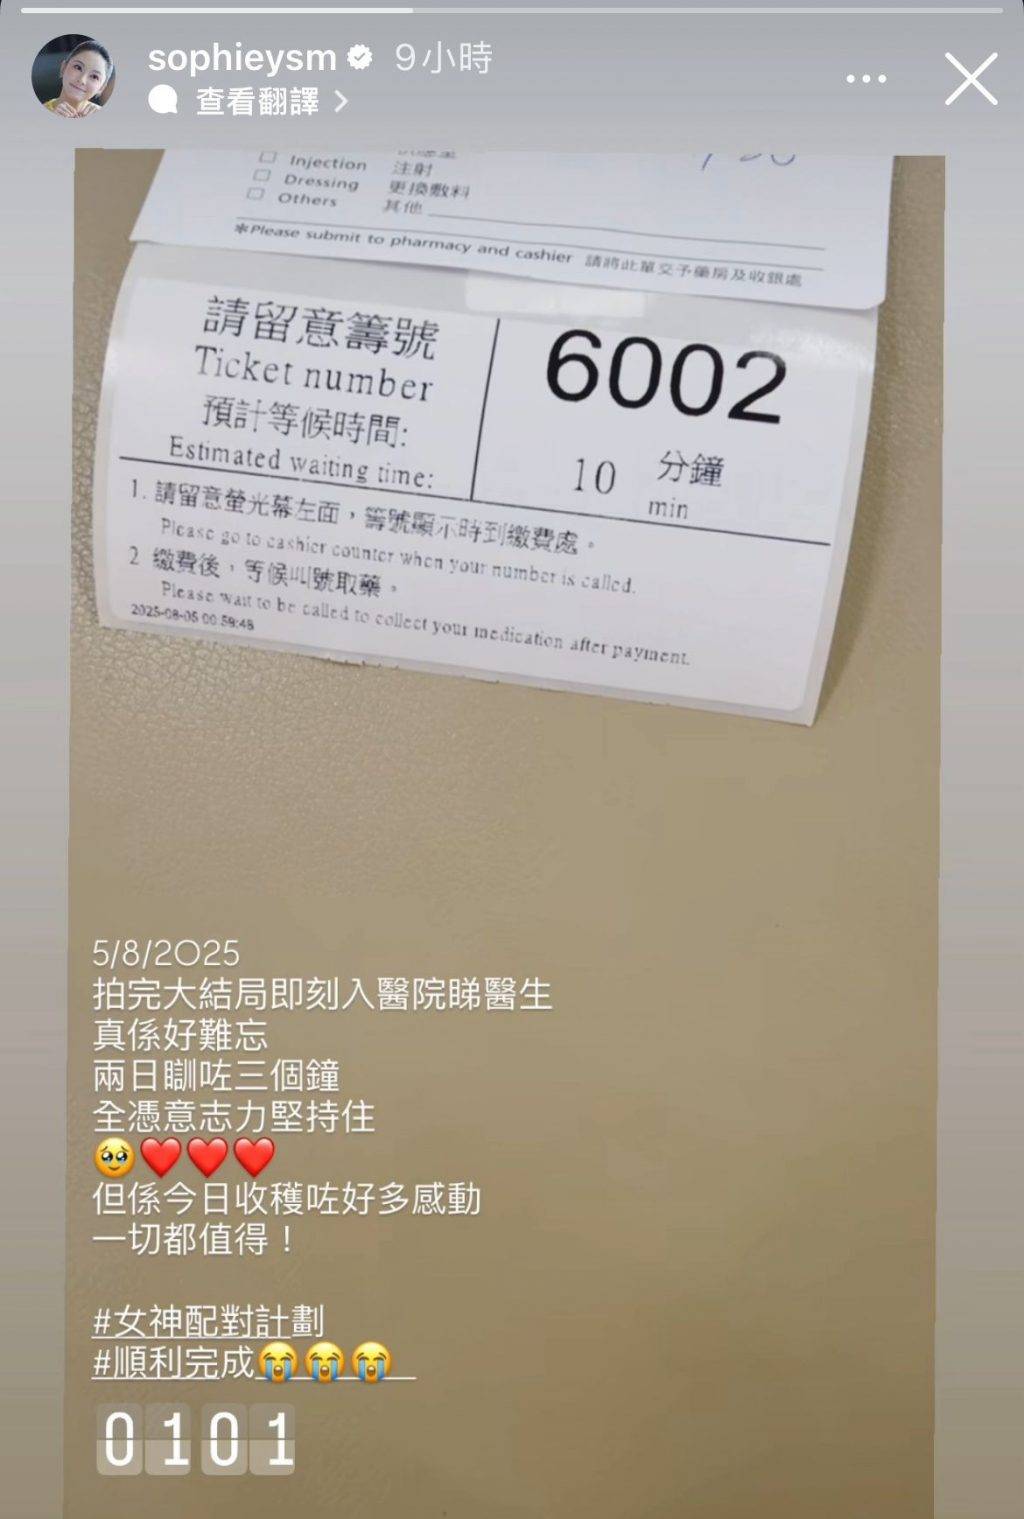 sophieysm 9小時
查看翻譯
Injection 注射
Dressing 更換敷料
Others 其他
*Please submit to pharmacy and cashier 請將此單交予藥房及收銀處
請留意籌號
Ticket number
6002
預計等候時間:
Estimated waiting time:
10 分鐘
min
1. 請留意螢光幕左面，籌號顯示時到繳費處。
Please go to cashier counter when your number is called.
2 繳費後，等候叫號取藥。
Please wait to be called to collect your medication after payment.
2025-08-05 00:59:48
5/8/2025
拍完大結局即刻入醫院睇醫生
真係好難忘
兩日瞓咗三個鐘
全憑意志力堅持住
🥹❤️❤️❤️
但係今日收穫咗好多感動
一切都值得！
#女神配對計劃
#順利完成😭😭😭
0101